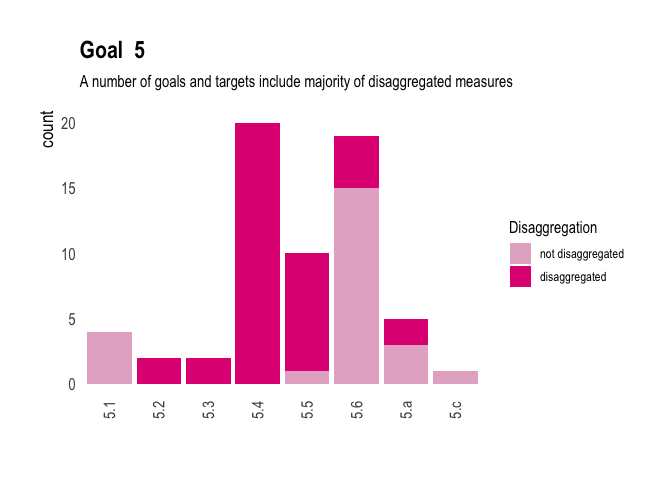 Goal  5
A number of goals and targets include majority of disaggregated measures
count
20
15
10
5
0
5.1
5.2
5.3
5.4
5.5
5.6
5.a
5.c
Disaggregation
not disaggregated
disaggregated